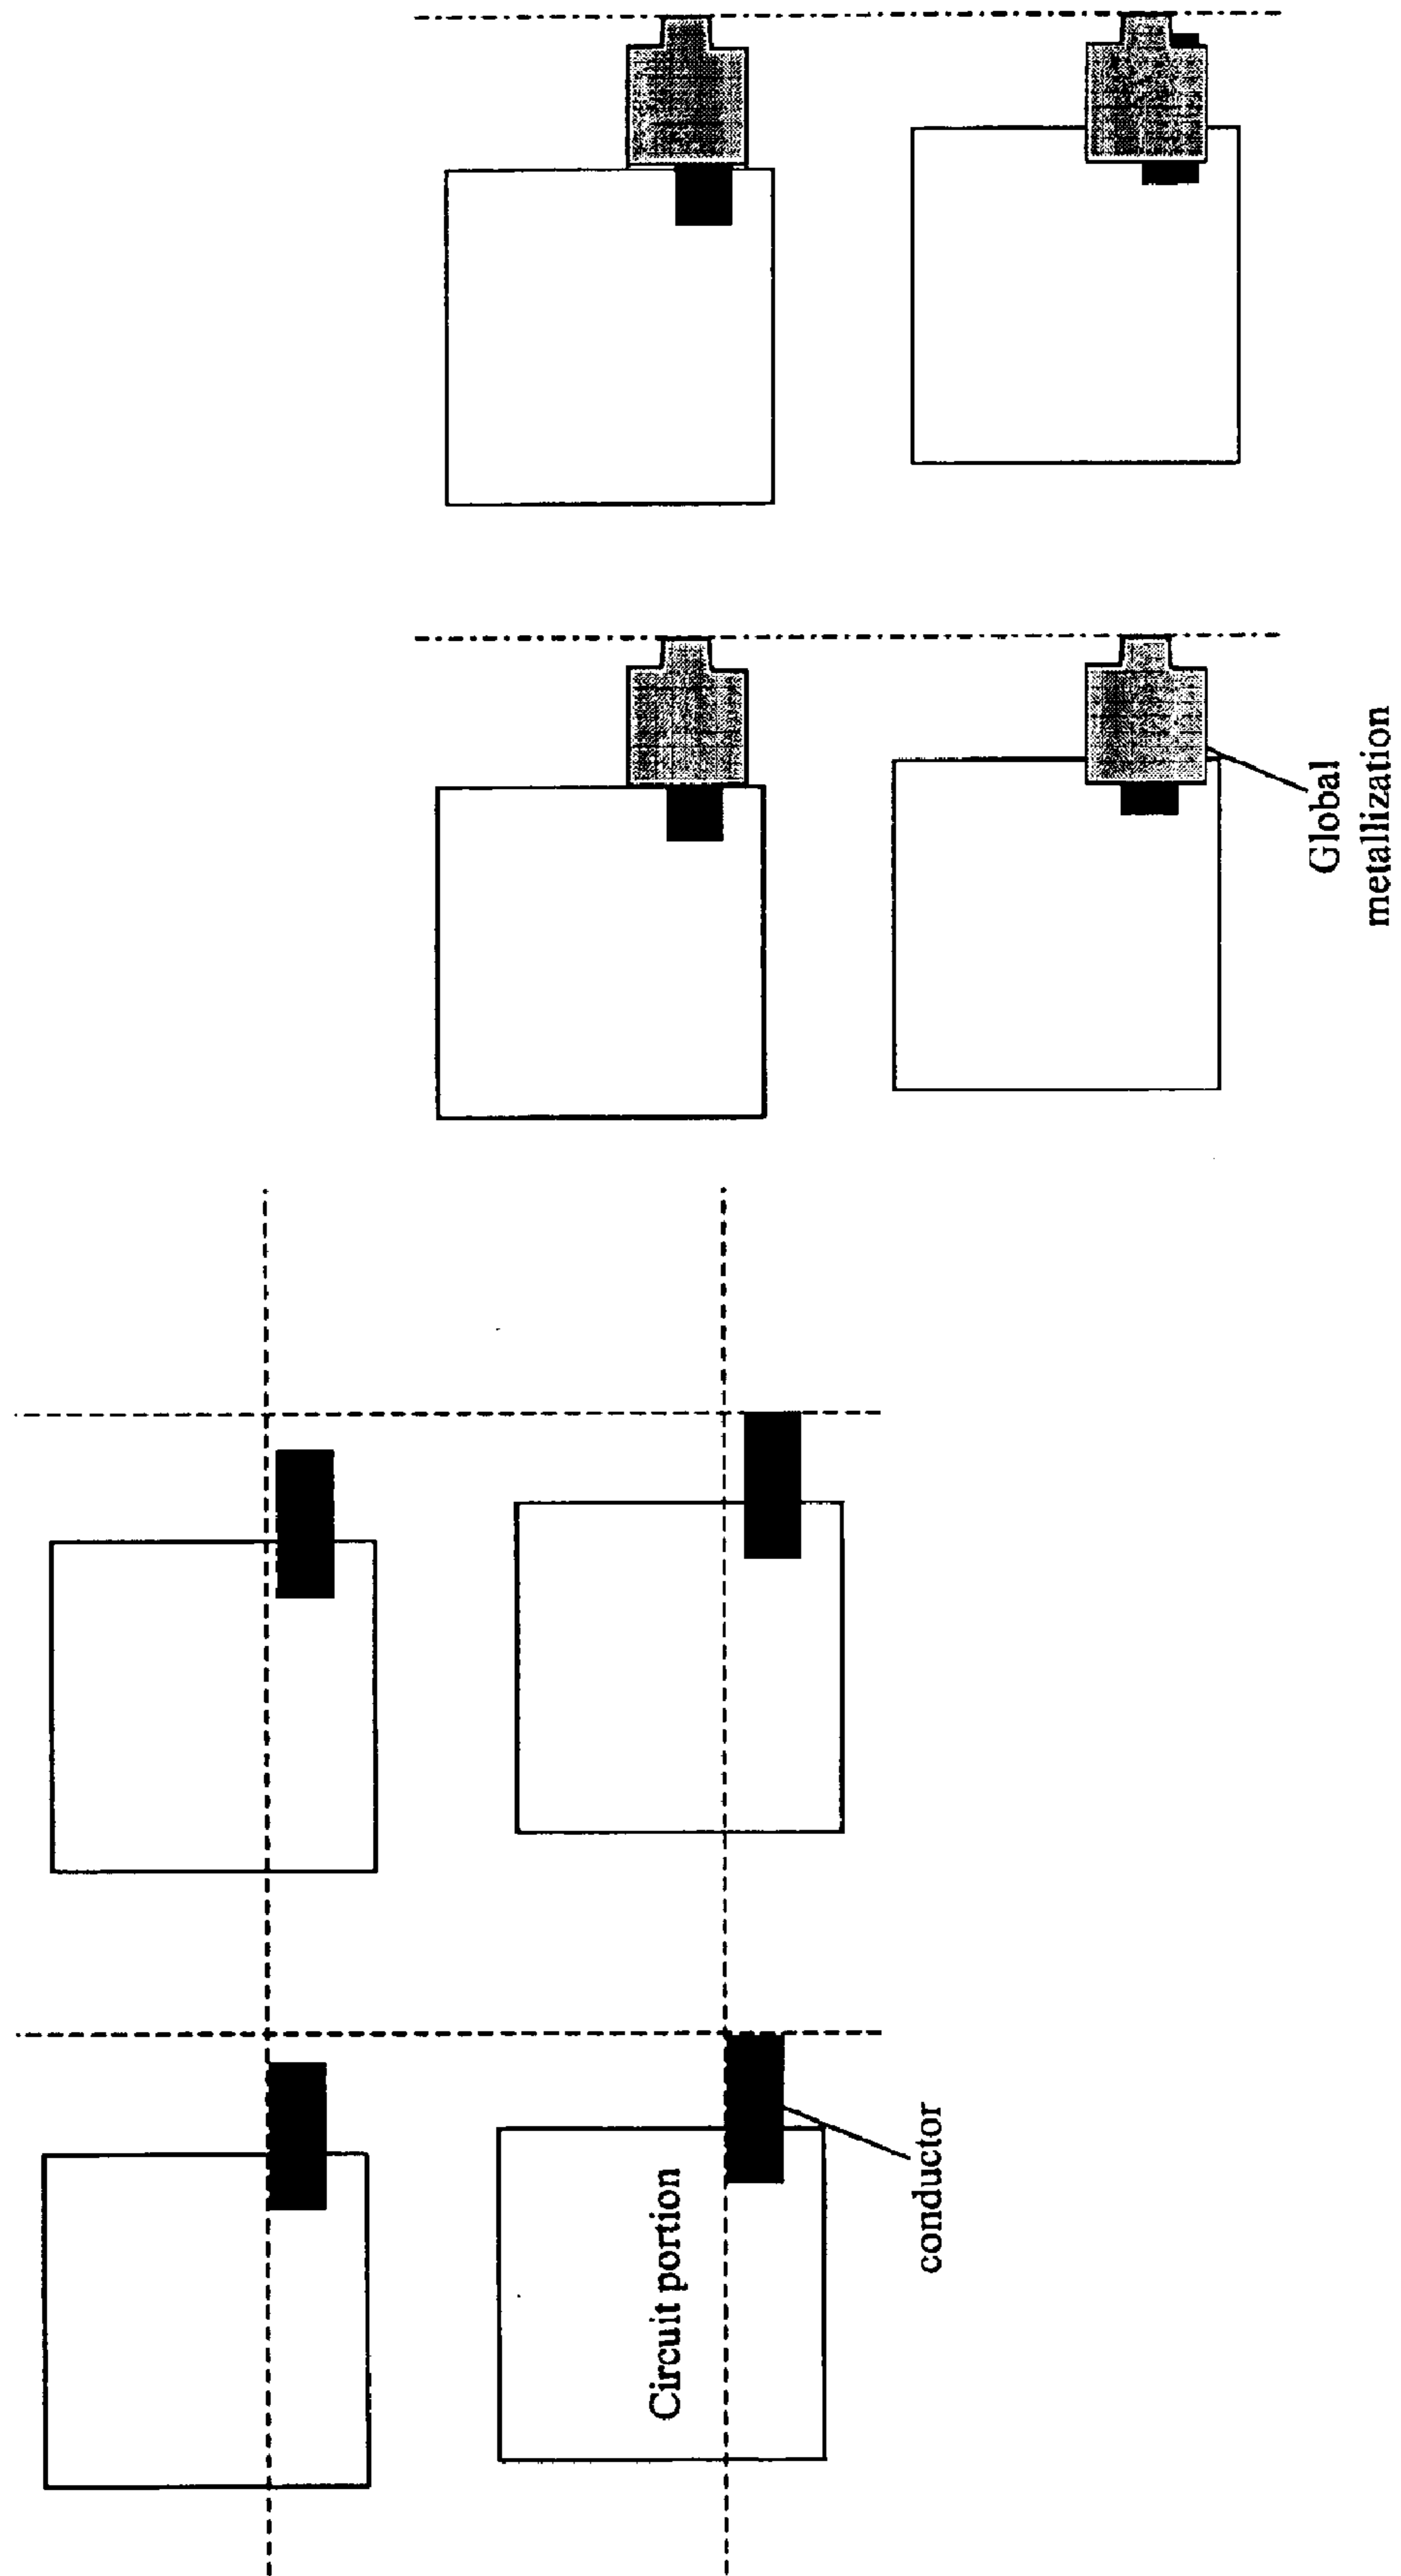 Circuit portion
conductor
Global
metallization